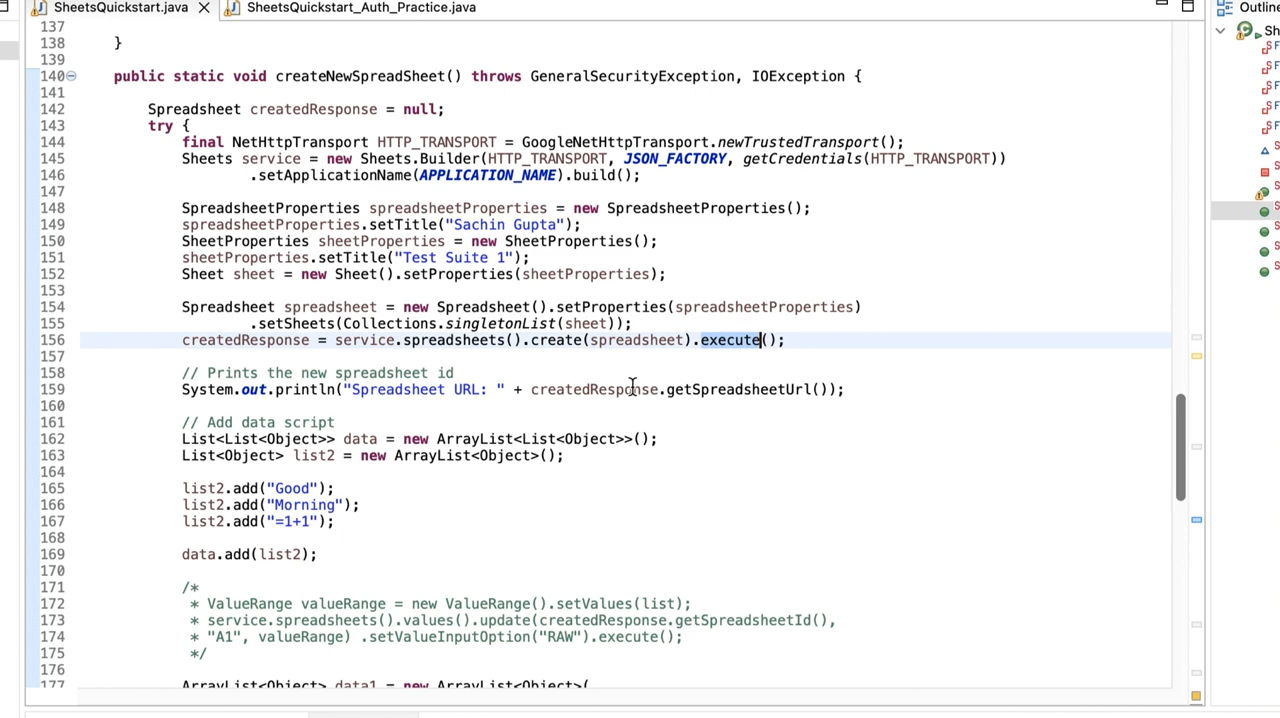 SheetsQuickstart.java
SheetsQuickstart_Auth_Practice.java
Outline
137
138 }
139
140 public static void createNewSpreadSheet() throws GeneralSecurityException, IOException {
141
142 Spreadsheet createdResponse = null;
143 try {
144 final NetHttpTransport HTTP_TRANSPORT = GoogleNetHttpTransport.newTrustedTransport();
145 Sheets service = new Sheets.Builder(HTTP_TRANSPORT, JSON_FACTORY, getCredentials(HTTP_TRANSPORT))
146 .setApplicationName(APPLICATION_NAME).build();
147
148 SpreadsheetProperties spreadsheetProperties = new SpreadsheetProperties();
149 spreadsheetProperties.setTitle("Sachin Gupta");
150 SheetProperties sheetProperties = new SheetProperties();
151 sheetProperties.setTitle("Test Suite 1");
152 Sheet sheet = new Sheet().setProperties(sheetProperties);
153
154 Spreadsheet spreadsheet = new Spreadsheet().setProperties(spreadsheetProperties)
155 .setSheets(Collections.singletonList(sheet));
156 createdResponse = service.spreadsheets().create(spreadsheet).execute();
157
158 // Prints the new spreadsheet id
159 System.out.println("Spreadsheet URL: " + createdResponse.getSpreadsheetUrl());
160
161 // Add data script
162 List<List<Object>> data = new ArrayList<List<Object>>();
163 List<Object> list2 = new ArrayList<Object>();
164
165 list2.add("Good");
166 list2.add("Morning");
167 list2.add("=1+1");
168
169 data.add(list2);
170
171 /*
172 * ValueRange valueRange = new ValueRange().setValues(list);
173 * service.spreadsheets().values().update(createdResponse.getSpreadsheetId(),
174 * "A1", valueRange) .setValueInputOption("RAW").execute();
175 */
176
177 ArrayList<Object> data1 = new ArrayList<Object>(